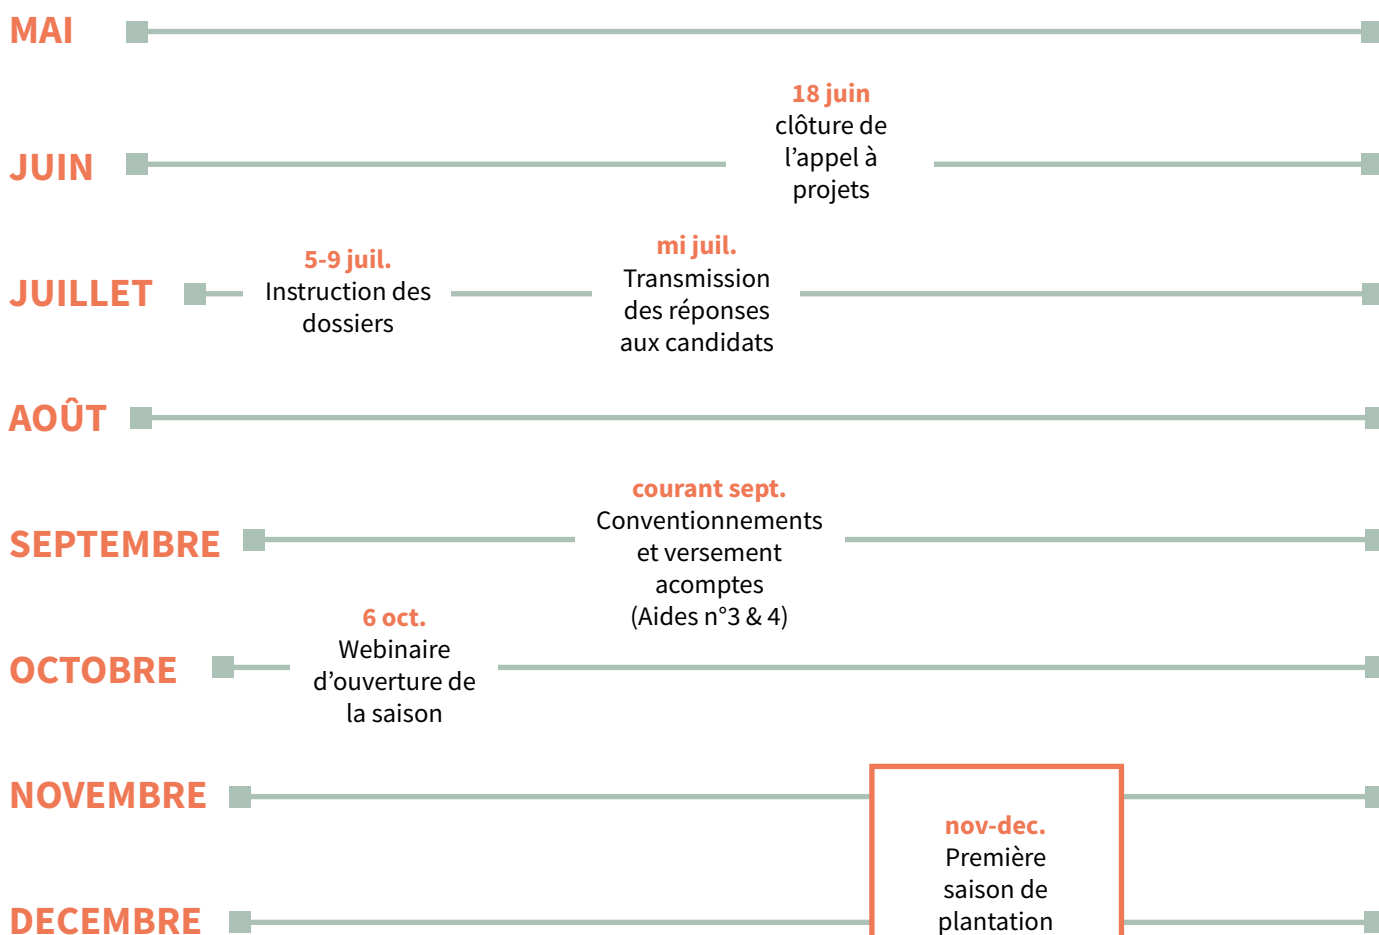 MAI
18 juin
clôture de
l’appel à
projets
JUIN
5-9 juil.
Instruction des
dossiers
mi juil.
Transmission
des réponses
aux candidats
JUILLET
AOÛT
courant sept.
Conventionnements
et versement
acomptes
(Aides n°3 & 4)
SEPTEMBRE
6 oct.
Webinaire
d’ouverture de
la saison
OCTOBRE
NOVEMBRE
nov-dec.
Première
saison de
plantation
DECEMBRE